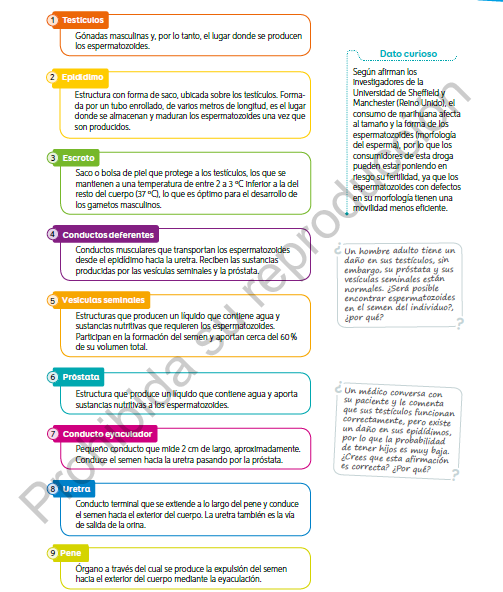 1 Testículos
Gónadas masculinas y, por lo tanto, el lugar donde se producen
los espermatozoides.
2 Epidídimo
Estructura con forma de saco, ubicada sobre los testículos. Forma-
da por un tubo enrollado, de varios metros de longitud, es el lugar
donde se almacenan y maduran los espermatozoides una vez que
son producidos.
3 Escroto
Saco o bolsa de piel que protege a los testículos, los que se
mantienen a una temperatura de entre 2 a 3 ºC inferior a la del
resto del cuerpo (37 ºC), lo que es óptimo para el desarrollo de
los gametos masculinos.
4 Conductos deferentes
Conductos musculares que transportan los espermatozoides
desde el epidídimo hacia la uretra. Reciben las sustancias
producidas por las vesículas seminales y la próstata.
5 Vesículas seminales
Estructuras que producen un líquido que contiene agua y
sustancias nutritivas que requieren los espermatozoides.
Participan en la formación del semen y aportan cerca del 60 %
de su volumen total.
6 Próstata
Estructura que produce un líquido que contiene agua y aporta
sustancias nutritivas a los espermatozoides.
7 Conducto eyaculador
Pequeño conducto que mide 2 cm de largo, aproximadamente.
Conduce el semen hacia la uretra pasando por la próstata.
8 Uretra
Conducto terminal que se extiende a lo largo del pene y conduce
el semen hacia el exterior del cuerpo. La uretra también es la vía
de salida de la orina.
9 Pene
Órgano a través del cual se produce la expulsión del semen
hacia el exterior del cuerpo mediante la eyaculación.
Dato curioso
Según afirman los
investigadores de la
Universidad de Sheffield y
Manchester (Reino Unido), el
consumo de marihuana afecta
al tamaño y la forma de los
espermatozoides (morfología
del esperma), por lo que los
consumidores de esta droga
pueden estar poniendo en
riesgo su fertilidad, ya que los
espermatozoides con defectos
en su morfología tienen una
movilidad menos eficiente.
¿ Un hombre adulto tiene un
daño en sus testículos, sin
embargo, su próstata y sus
vesículas seminales están
normales. ¿Será posible
encontrar espermatozoides
en el semen del individuo?,
¿por qué?
?
¿ Un médico conversa con
su paciente y le comenta
que sus testículos funcionan
correctamente, pero existe
un daño en sus epidídimos,
por lo que la probabilidad
de tener hijos es muy baja.
¿Crees que esta afirmación
es correcta? ¿Por qué?
?
Prohibida su reproducción